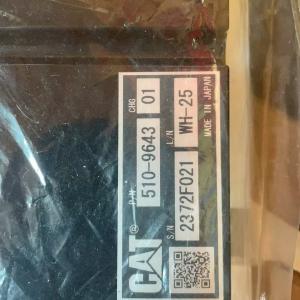 CAT®
P/N 510-9643 CHG 01
S/N 2372F021 L/N WH-25
MADE IN JAPAN